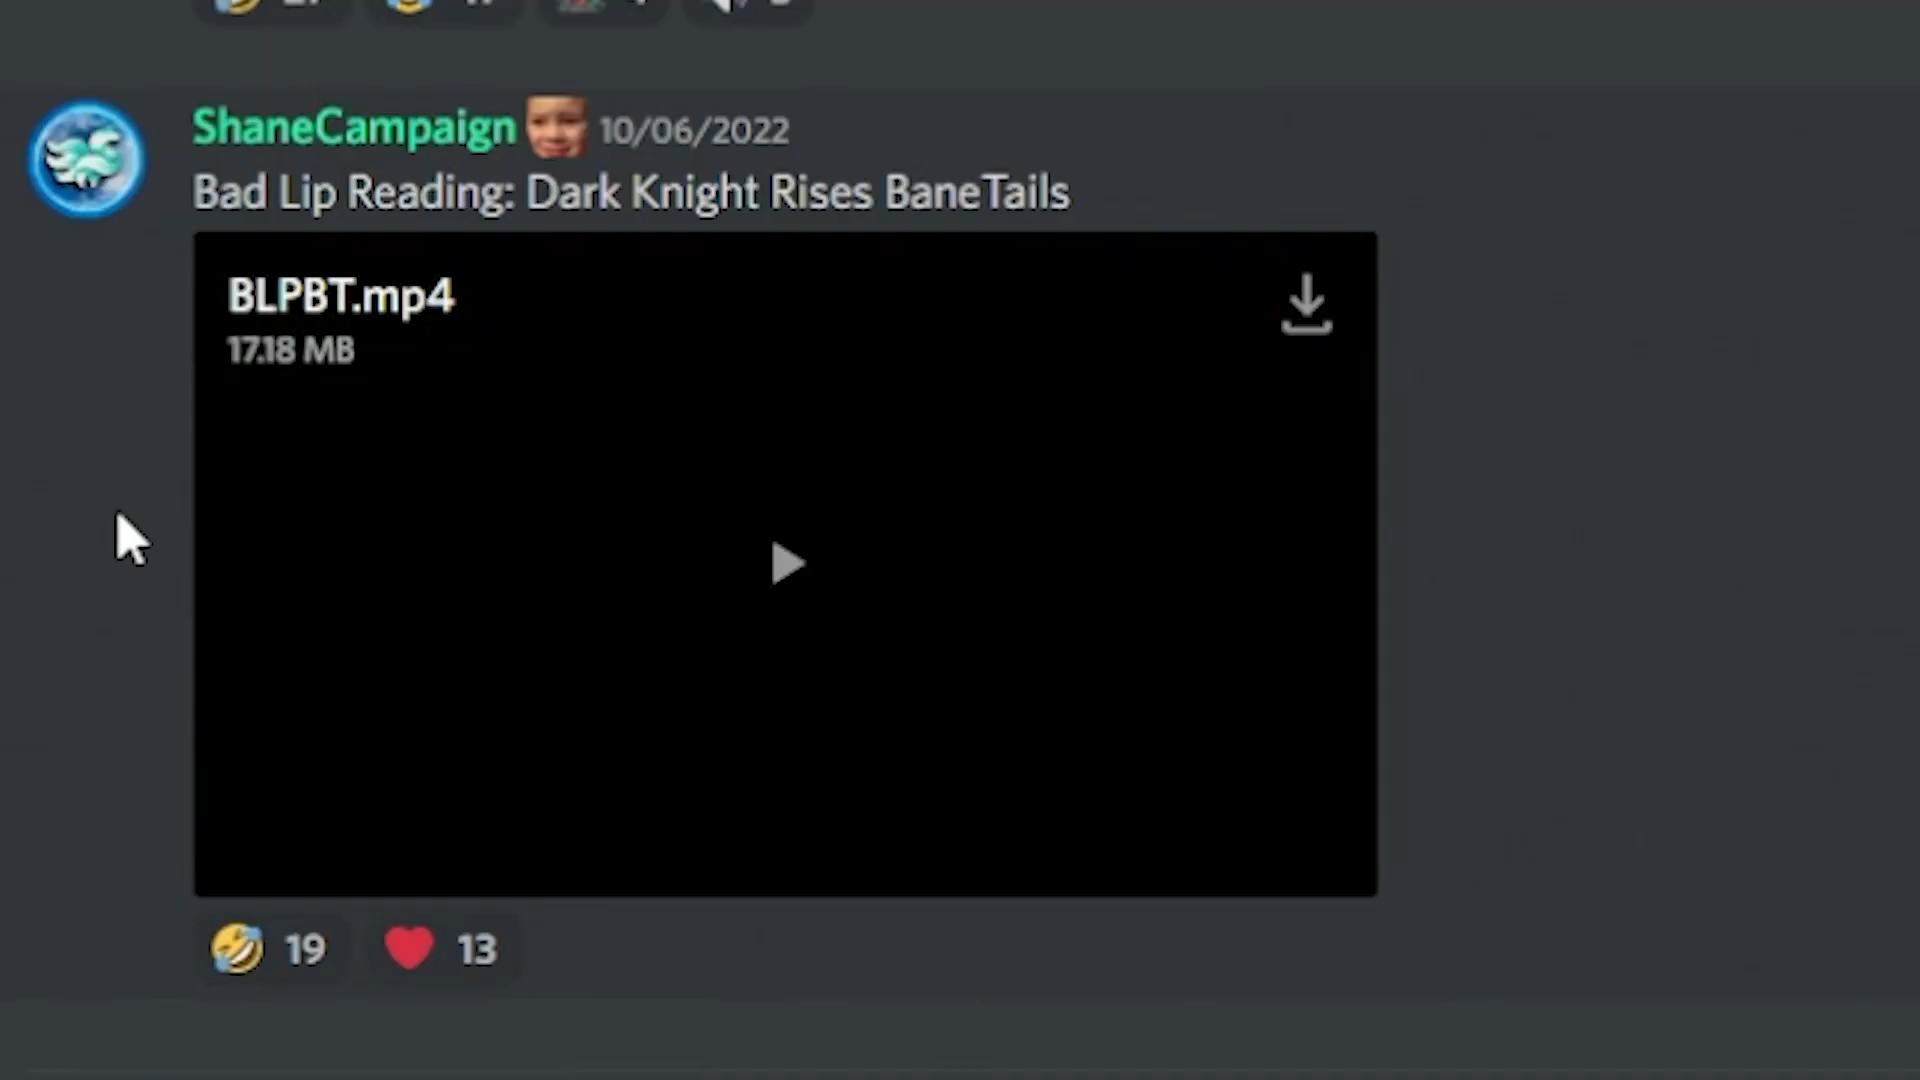 ShaneCampaign 10/06/2022
Bad Lip Reading: Dark Knight Rises BaneTails
BLPBT.mp4
17.18 MB
19 13